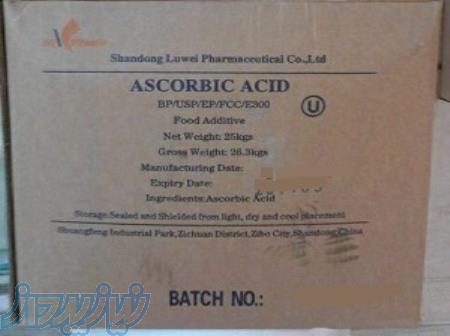 Shandong Luwei Pharmaceutical Co.,Ltd
ASCORBIC ACID
BP/USP/EP/FCC/E300
U
Food Additive
Net Weight: 25kgs
Gross Weight: 26.3kgs
Manufacturing Date:
Expiry Date:
Ingredients:Ascorbic Acid
Storage:Sealed and Shielded from light, dry and cool placement
Shuangfeng Industrial Park,Zichuan District,Zibo City,Shandong,China
BATCH NO.:
نیازپرداز